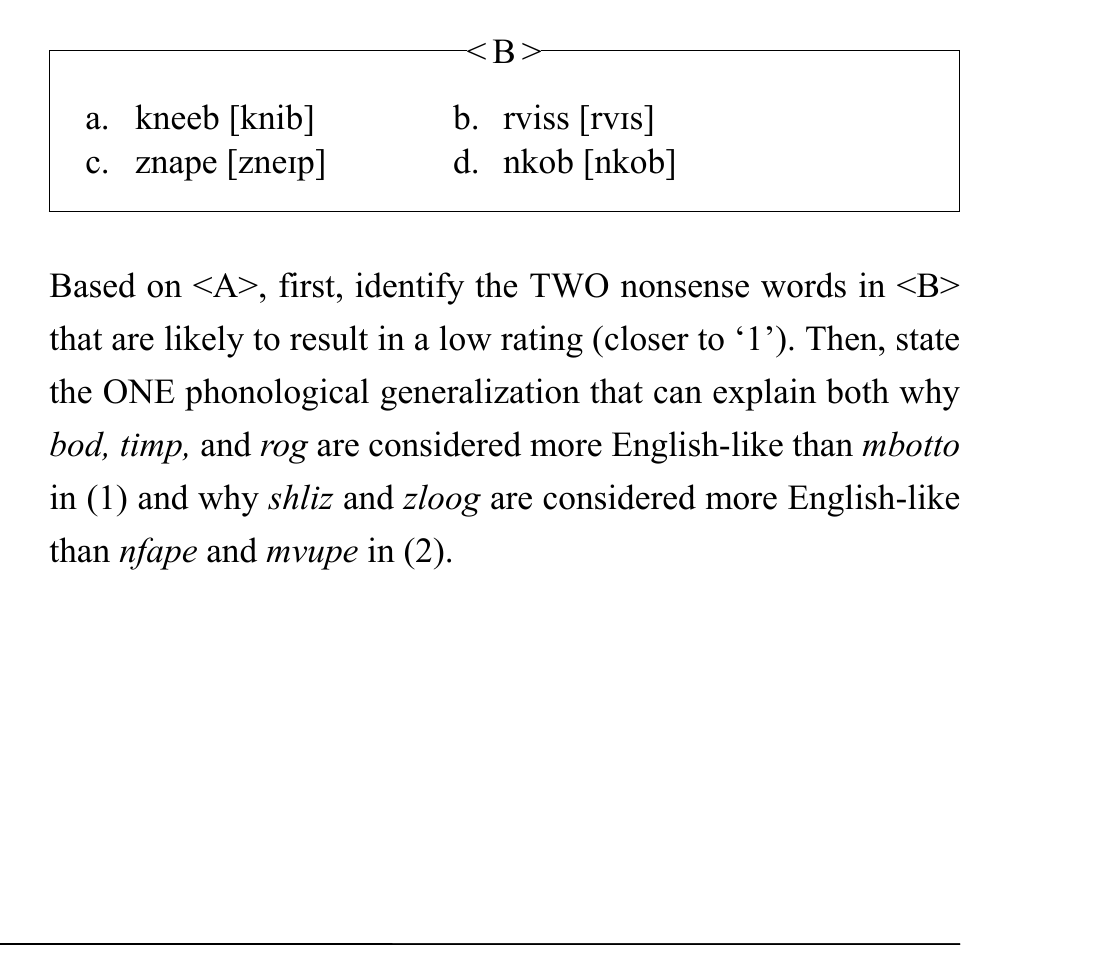 < B >
a. kneeb [knib] b. rviss [rvɪs]
c. znape [zneɪp] d. nkob [nkob]
Based on <A>, first, identify the TWO nonsense words in <B>
that are likely to result in a low rating (closer to ‘1’). Then, state
the ONE phonological generalization that can explain both why
bod, timp, and rog are considered more English-like than mbotto
in (1) and why shliz and zloog are considered more English-like
than nfape and mvupe in (2).